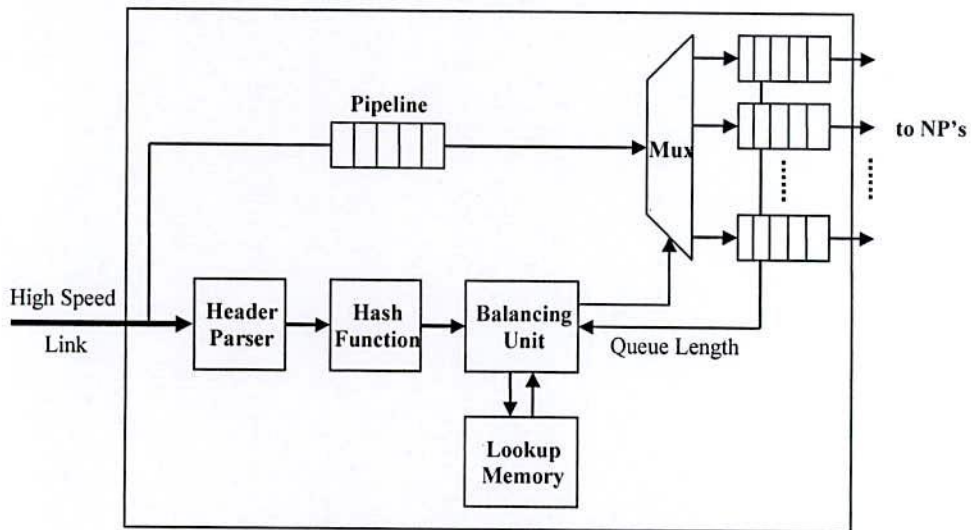 Pipeline
Mux
to NP's
High Speed
Link
Header
Parser
Hash
Function
Balancing
Unit
Queue Length
Lookup
Memory